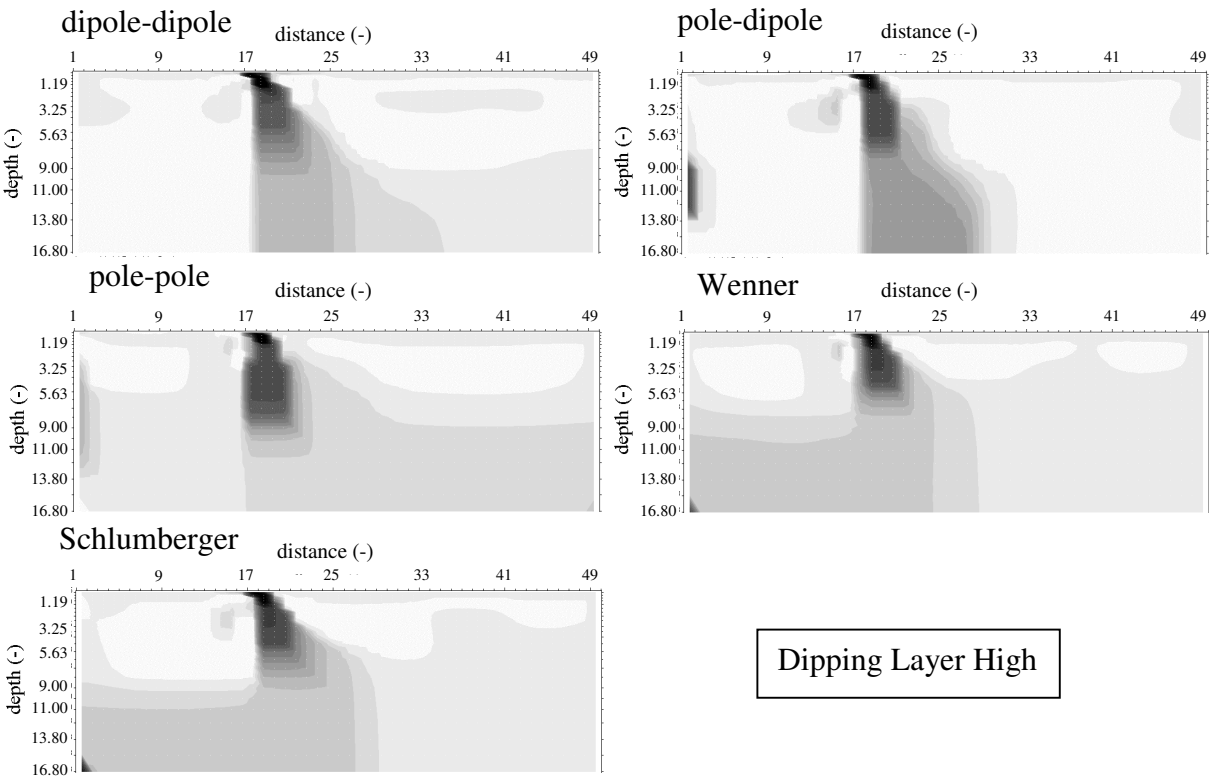 dipole-dipole
distance (-)
1 9 17 25 33 41 49
depth (-)
1.19
3.25
5.63
9.00
11.00
13.80
16.80
pole-dipole
distance (-)
1 9 17 25 33 41 49
depth (-)
1.19
3.25
5.63
9.00
11.00
13.80
16.80
pole-pole
distance (-)
1 9 17 25 33 41 49
depth (-)
1.19
3.25
5.63
9.00
11.00
13.80
16.80
Wenner
distance (-)
1 9 17 25 33 41 49
depth (-)
1.19
3.25
5.63
9.00
11.00
13.80
16.80
Schlumberger
distance (-)
1 9 17 25 33 41 49
depth (-)
1.19
3.25
5.63
9.00
11.00
13.80
16.80
Dipping Layer High